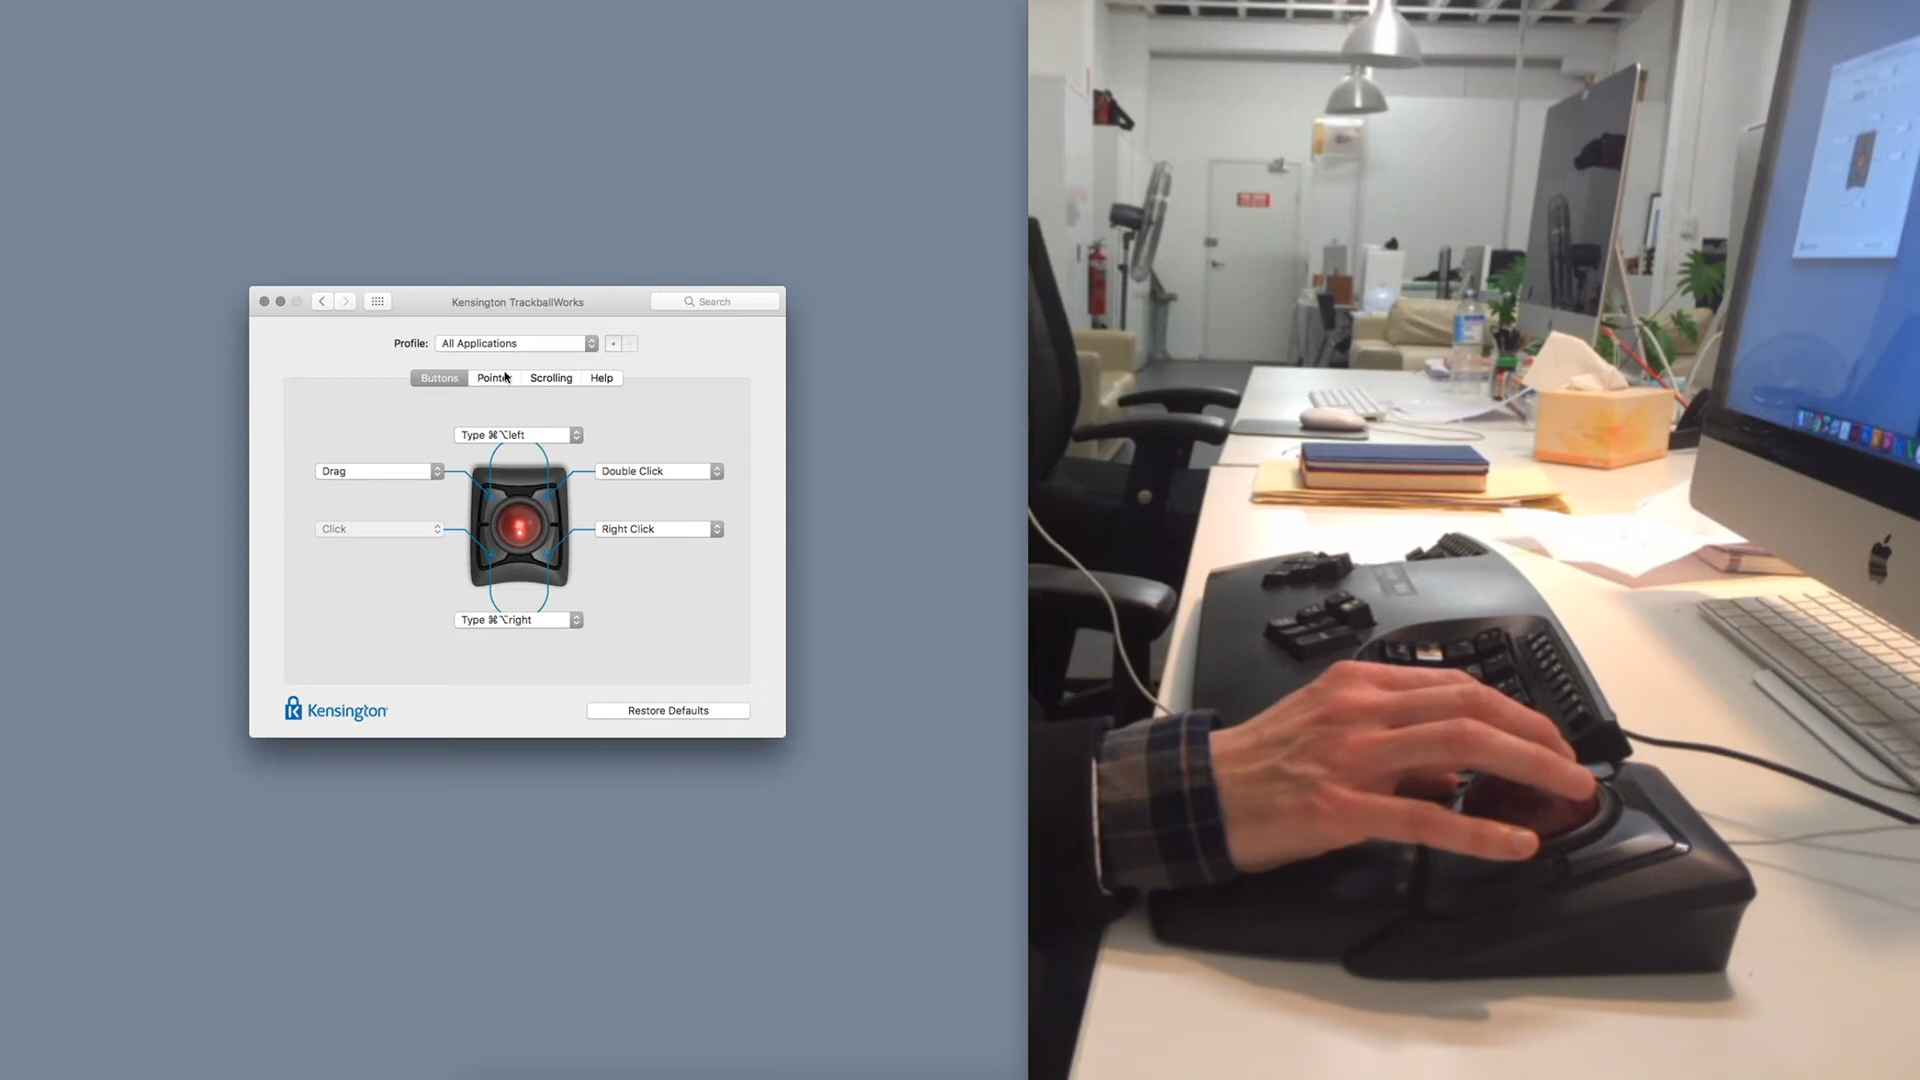 Kensington TrackballWorks
Search
Profile: All Applications
Buttons Pointer Scrolling Help
Type ⌘⌥left
Drag
Double Click
Click
Right Click
Type ⌘⌥right
Kensington
Restore Defaults